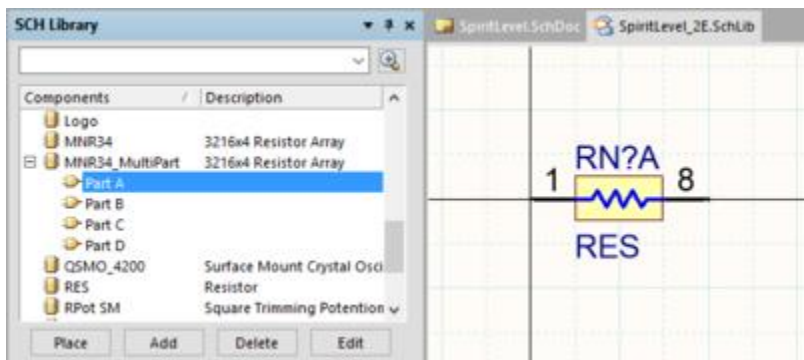 SCH Library
SpiritLevel.SchDoc SpiritLevel_2E.SchLib
Components / Description
Logo
MNR34 3216x4 Resistor Array
MNR34_MultiPart 3216x4 Resistor Array
Part A
Part B
Part C
Part D
QSMO_4200 Surface Mount Crystal Osci
RES Resistor
RPot SM Square Trimming Potention
Place Add Delete Edit
RN?A
1 8
RES